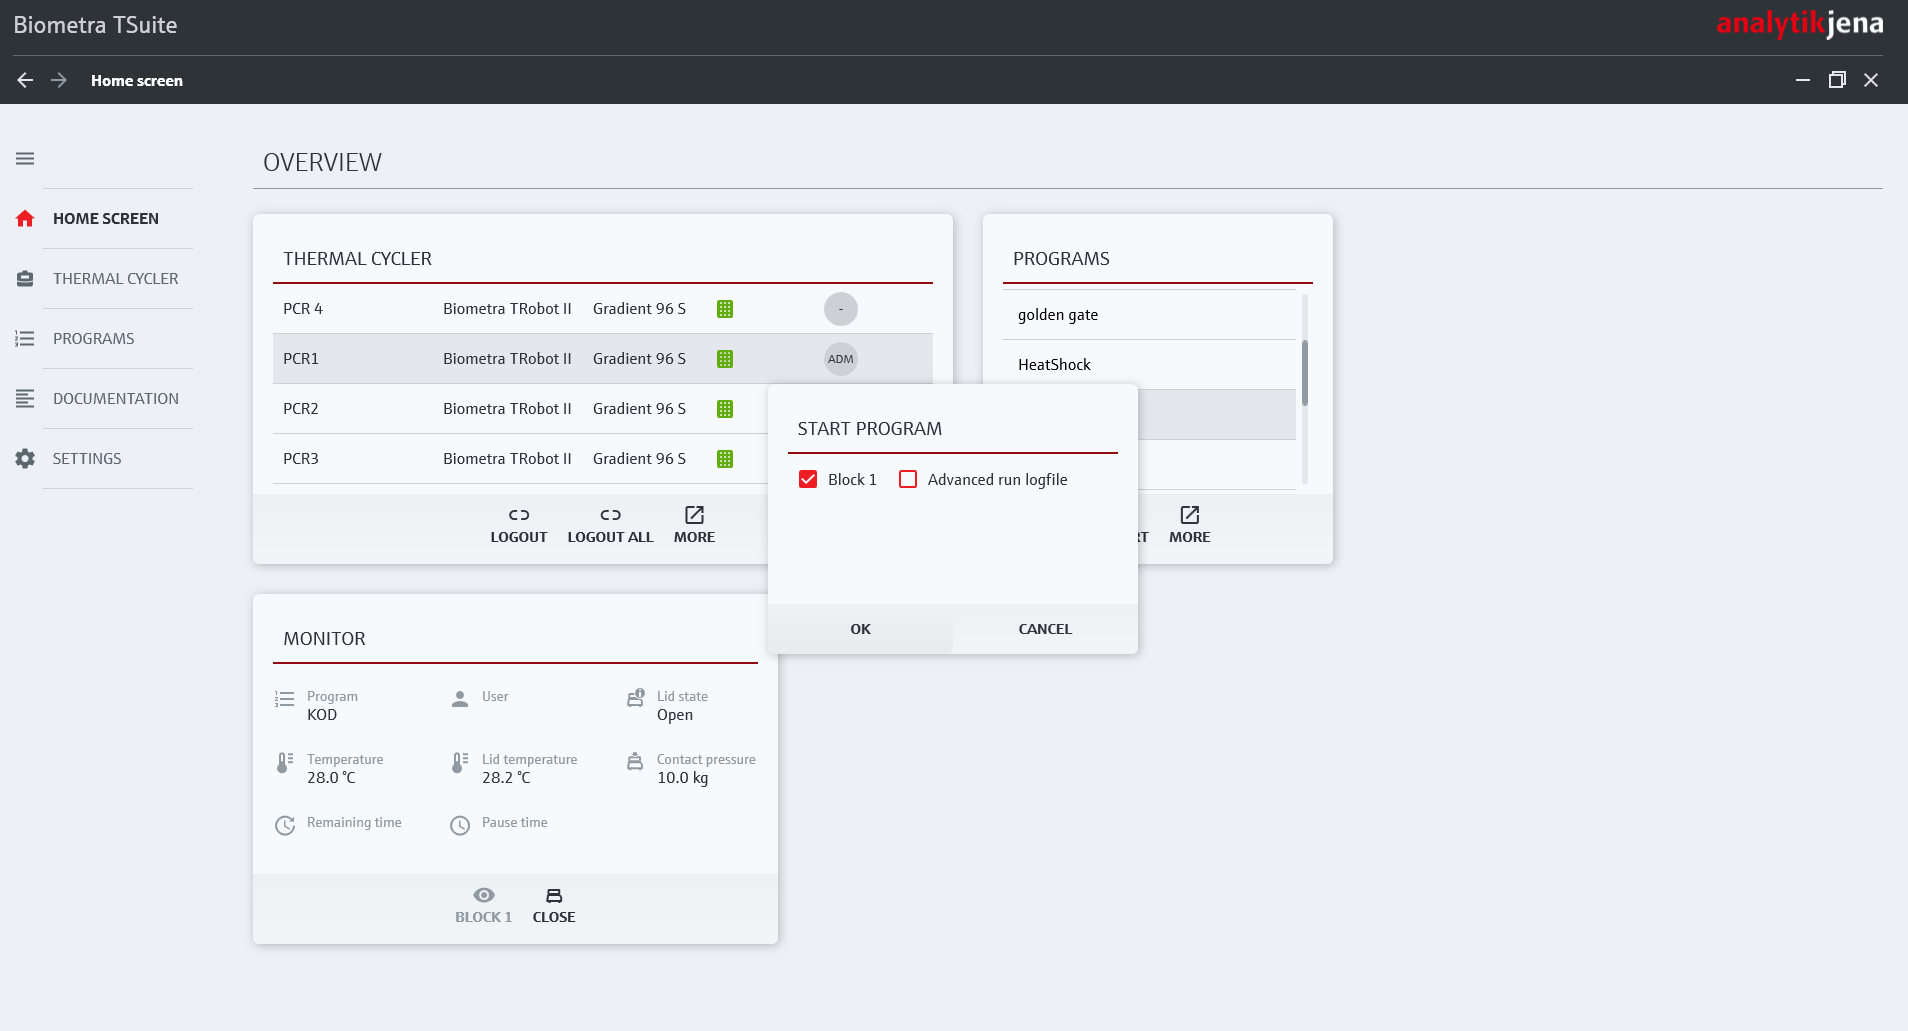 Biometra TSuite
analytikjena
Home screen
OVERVIEW
HOME SCREEN
THERMAL CYCLER
PROGRAMS
DOCUMENTATION
SETTINGS
THERMAL CYCLER
PCR 4 Biometra TRobot II Gradient 96 S -
PCR1 Biometra TRobot II Gradient 96 S ADM
PCR2 Biometra TRobot II Gradient 96 S
PCR3 Biometra TRobot II Gradient 96 S
LOGOUT LOGOUT ALL MORE
PROGRAMS
golden gate
HeatShock
MORE
START PROGRAM
Block 1 Advanced run logfile
OK CANCEL
MONITOR
Program User Lid state
KOD Open
Temperature Lid temperature Contact pressure
28.0 °C 28.2 °C 10.0 kg
Remaining time Pause time
BLOCK 1 CLOSE